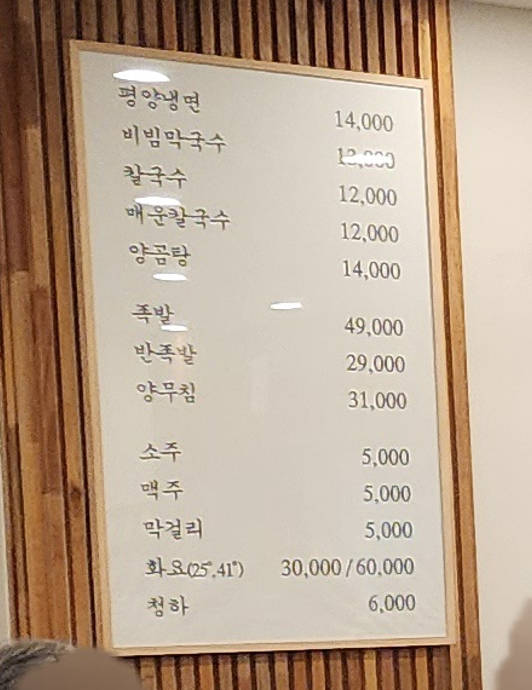 평양냉면 14,000
비빔막국수 13,000
칼국수 12,000
매운칼국수 12,000
양곰탕 14,000
족발 49,000
반족발 29,000
양무침 31,000
소주 5,000
맥주 5,000
막걸리 5,000
화요(25°,41°) 30,000/60,000
청하 6,000